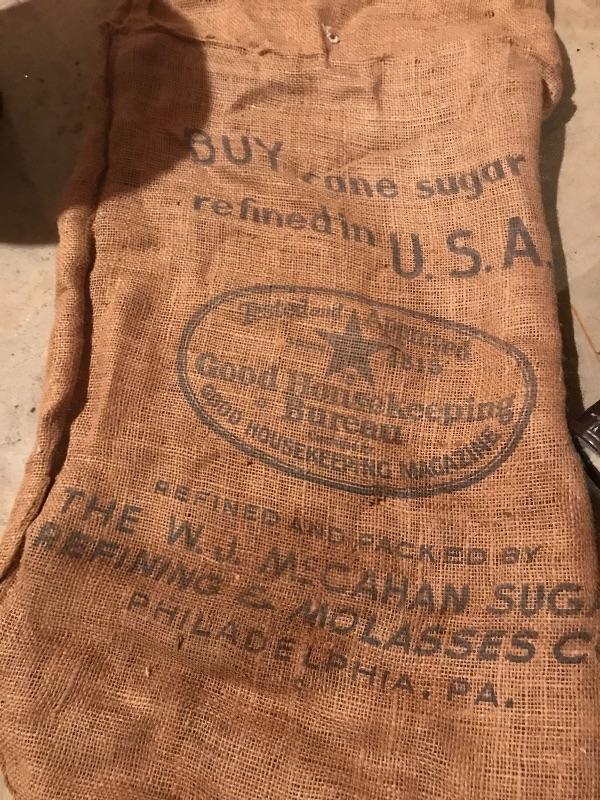 BUY cane sugar
refined in U.S.A.
Tested and Approved
Good Housekeeping
Bureau
GOOD HOUSEKEEPING MAGAZINE
REFINED AND PACKED BY
THE W.J. McCAHAN SUGA
REFINING & MOLASSES C
PHILADELPHIA. PA.